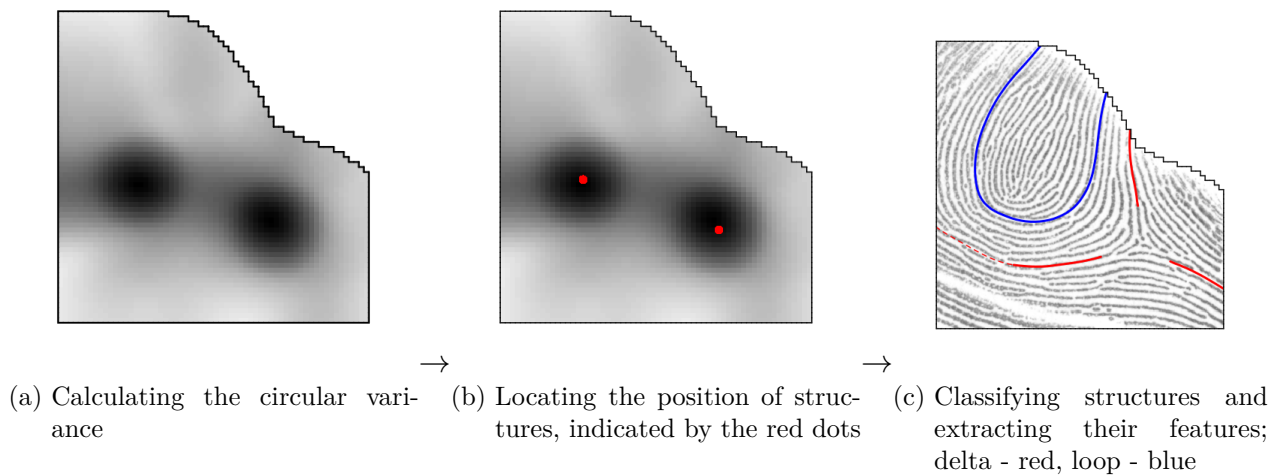 →
→
(a) Calculating the circular vari-
ance
(b) Locating the position of struc-
tures, indicated by the red dots
(c) Classifying structures and
extracting their features;
delta - red, loop - blue